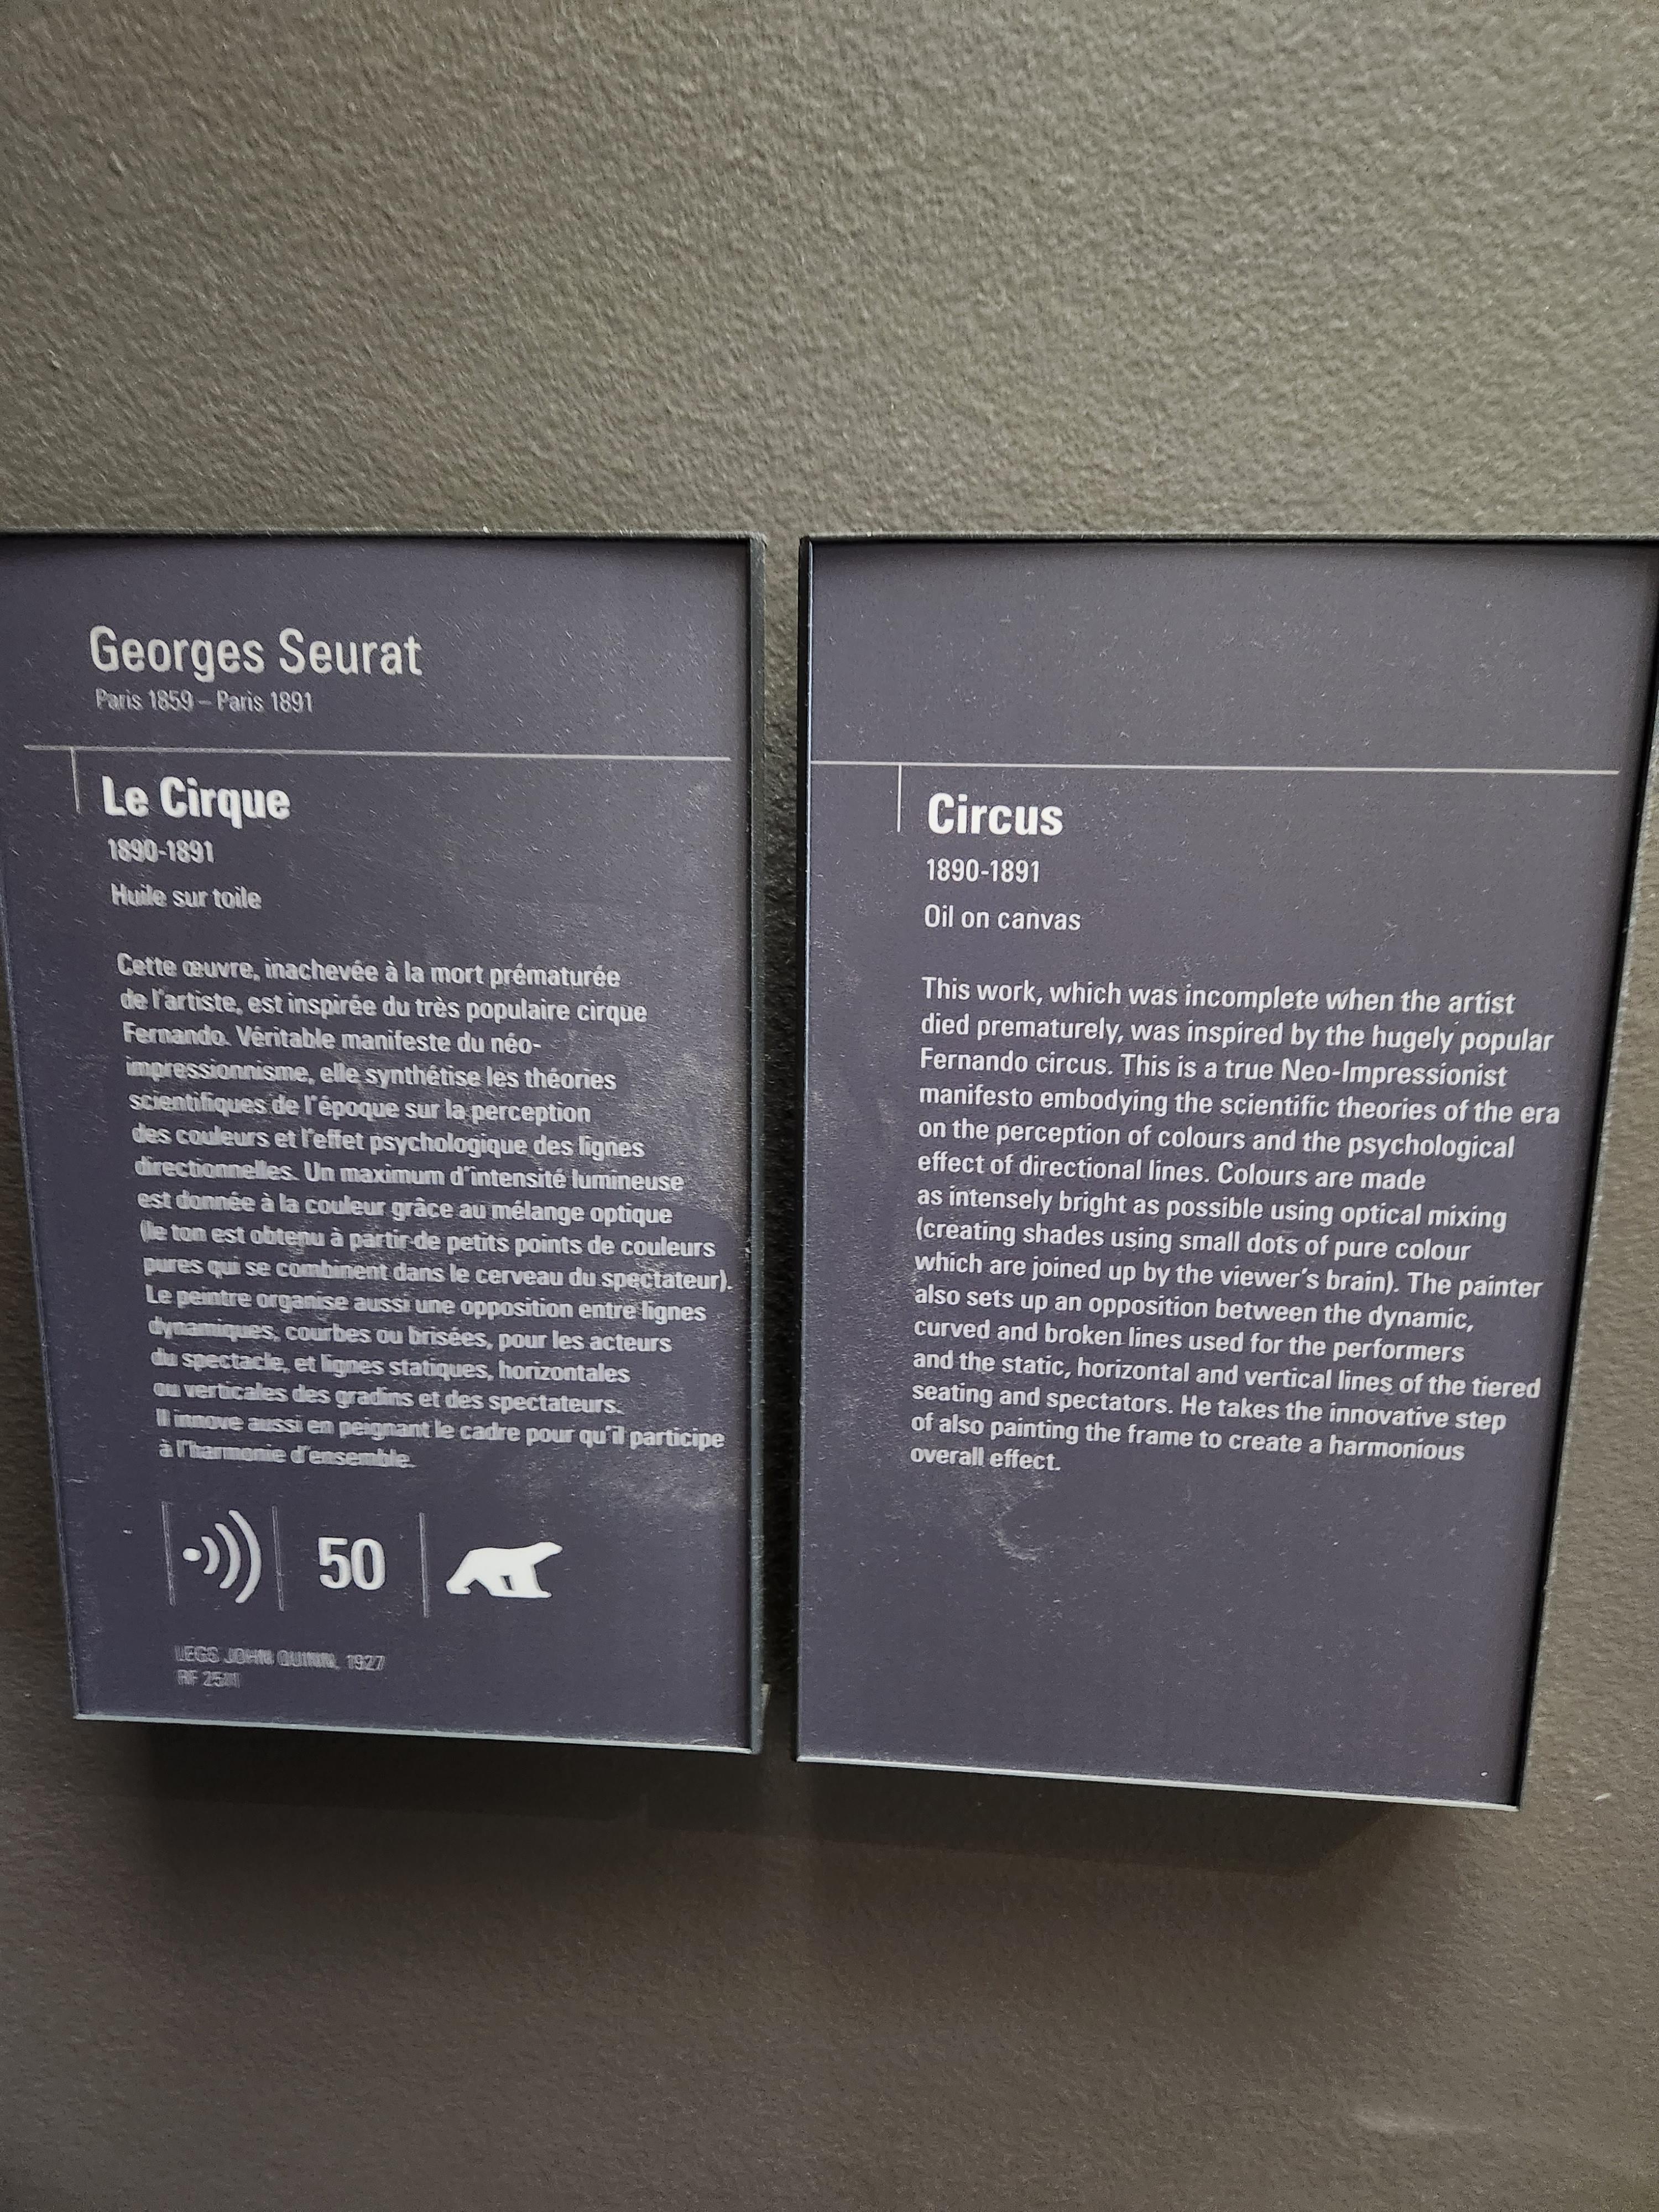 Georges Seurat
Paris 1859 – Paris 1891
Le Cirque
1890-1891
Huile sur toile
Cette œuvre, inachevée à la mort prématurée
de l'artiste, est inspirée du très populaire cirque
Fernando. Véritable manifeste du néo-
impressionnisme, elle synthétise les théories
scientifiques de l'époque sur la perception
des couleurs et l'effet psychologique des lignes
directionnelles. Un maximum d'intensité lumineuse
est donnée à la couleur grâce au mélange optique
(le ton est obtenu à partir de petits points de couleurs
pures qui se combinent dans le cerveau du spectateur).
Le peintre organise aussi une opposition entre lignes
dynamiques, courbes ou brisées, pour les acteurs
du spectacle, et lignes statiques, horizontales
ou verticales des gradins et des spectateurs.
Il innove aussi en peignant le cadre pour qu'il participe
à l'harmonie d'ensemble.
50
LEGS JOHN QUINN, 1927
RF 2511
Circus
1890-1891
Oil on canvas
This work, which was incomplete when the artist
died prematurely, was inspired by the hugely popular
Fernando circus. This is a true Neo-Impressionist
manifesto embodying the scientific theories of the era
on the perception of colours and the psychological
effect of directional lines. Colours are made
as intensely bright as possible using optical mixing
(creating shades using small dots of pure colour
which are joined up by the viewer's brain). The painter
also sets up an opposition between the dynamic,
curved and broken lines used for the performers
and the static, horizontal and vertical lines of the tiered
seating and spectators. He takes the innovative step
of also painting the frame to create a harmonious
overall effect.